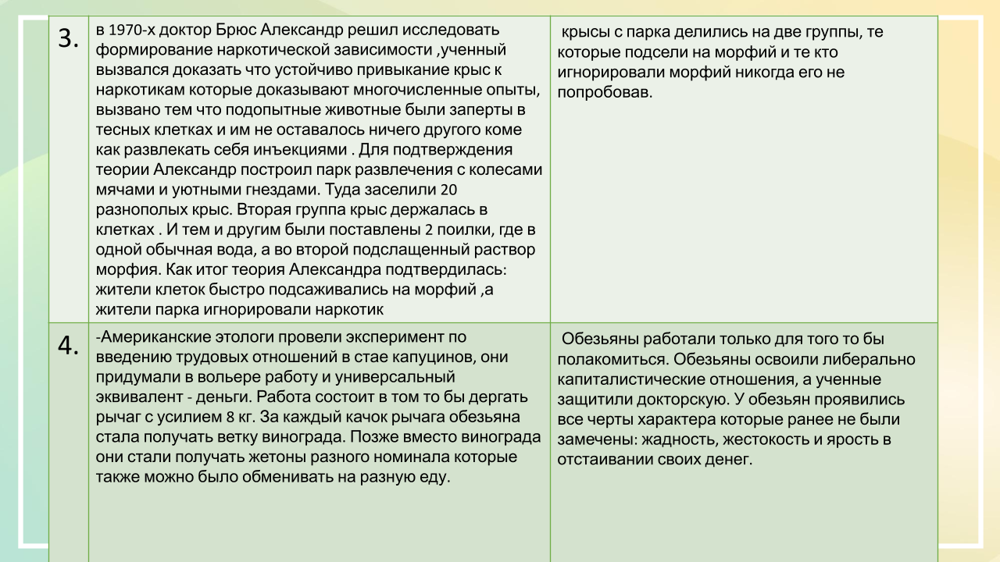 3.
в 1970-х доктор Брюс Александр решил исследовать
формирование наркотической зависимости ,ученный
вызвался доказать что устойчиво привыкание крыс к
наркотикам которые доказывают многочисленные опыты,
вызвано тем что подопытные животные были заперты в
тесных клетках и им не оставалось ничего другого коме
как развлекать себя инъекциями . Для подтверждения
теории Александр построил парк развлечения с колесами
мячами и уютными гнездами. Туда заселили 20
разнополых крыс. Вторая группа крыс держалась в
клетках . И тем и другим были поставлены 2 поилки, где в
одной обычная вода, а во второй подслащенный раствор
морфия. Как итог теория Александра подтвердилась:
жители клеток быстро подсаживались на морфий ,а
жители парка игнорировали наркотик
крысы с парка делились на две группы, те
которые подсели на морфий и те кто
игнорировали морфий никогда его не
попробовав.
4.
-Американские этологи провели эксперимент по
введению трудовых отношений в стае капуцинов, они
придумали в вольере работу и универсальный
эквивалент - деньги. Работа состоит в том то бы дергать
рычаг с усилием 8 кг. За каждый качок рычага обезьяна
стала получать ветку винограда. Позже вместо винограда
они стали получать жетоны разного номинала которые
также можно было обменивать на разную еду.
Обезьяны работали только для того то бы
полакомиться. Обезьяны освоили либерально
капиталистические отношения, а ученные
защитили докторскую. У обезьян проявились
все черты характера которые ранее не были
замечены: жадность, жестокость и ярость в
отстаивании своих денег.